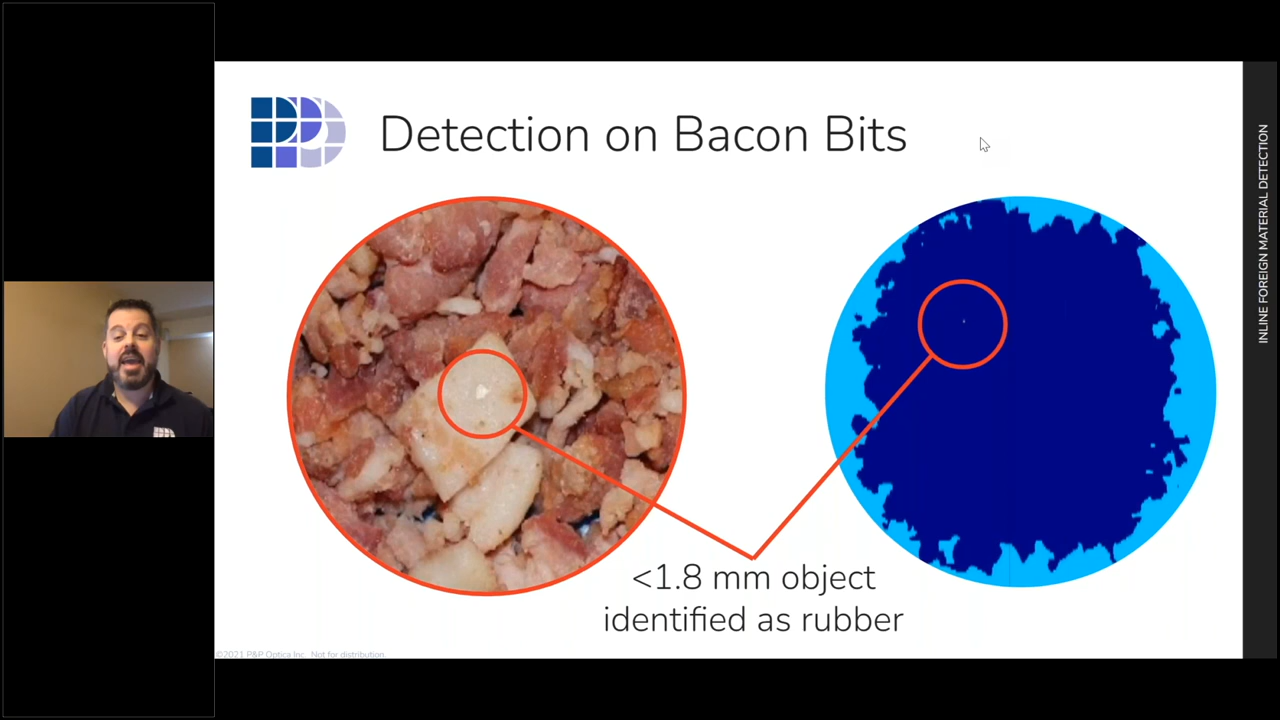 Detection on Bacon Bits
<1.8 mm object
identified as rubber
©2021 P&P Optica Inc. Not for distribution.
INLINE FOREIGN MATERIAL DETECTION